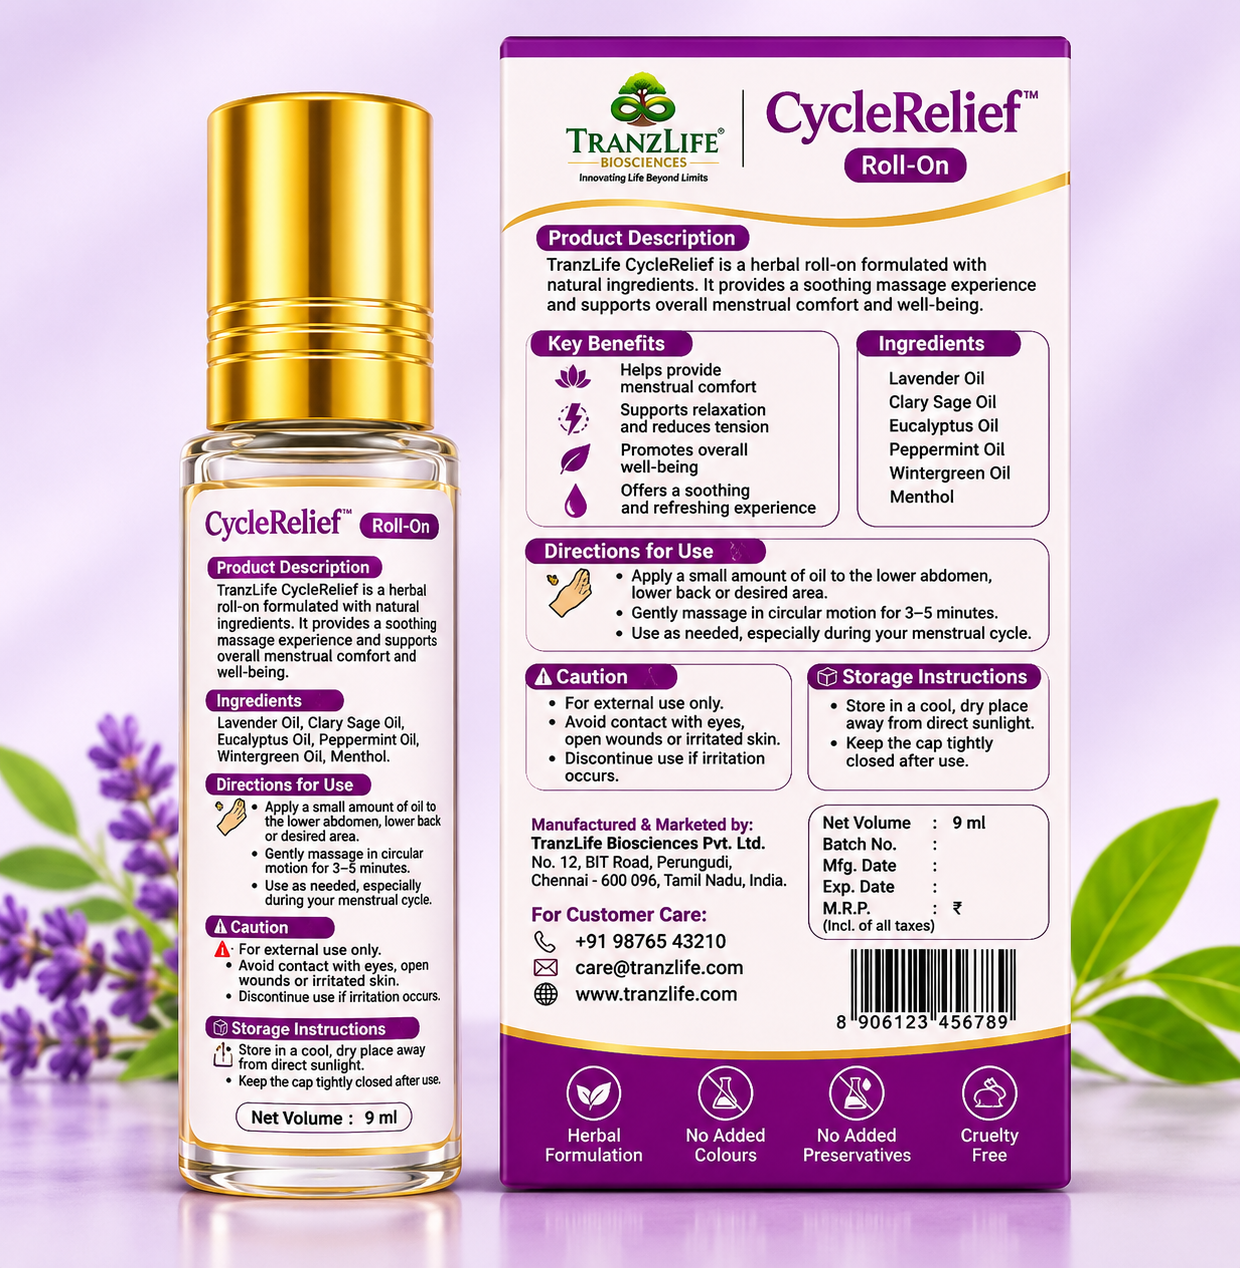 CycleRelief™ Roll-On
Product Description
TranzLife CycleRelief is a herbal
roll-on formulated with natural
ingredients. It provides a soothing
massage experience and supports
overall menstrual comfort and
well-being.
Ingredients
Lavender Oil, Clary Sage Oil,
Eucalyptus Oil, Peppermint Oil,
Wintergreen Oil, Menthol.
Directions for Use
• Apply a small amount of oil to
the lower abdomen, lower back
or desired area.
• Gently massage in circular
motion for 3–5 minutes.
• Use as needed, especially
during your menstrual cycle.
Caution
• For external use only.
• Avoid contact with eyes, open
wounds or irritated skin.
• Discontinue use if irritation occurs.
Storage Instructions
Store in a cool, dry place away
from direct sunlight.
• Keep the cap tightly closed after use.
Net Volume : 9 ml
TRANZLIFE®
BIOSCIENCES
Innovating Life Beyond Limits
CycleRelief™
Roll-On
Product Description
TranzLife CycleRelief is a herbal roll-on formulated with
natural ingredients. It provides a soothing massage experience
and supports overall menstrual comfort and well-being.
Key Benefits
Helps provide
menstrual comfort
Supports relaxation
and reduces tension
Promotes overall
well-being
Offers a soothing
and refreshing experience
Ingredients
Lavender Oil
Clary Sage Oil
Eucalyptus Oil
Peppermint Oil
Wintergreen Oil
Menthol
Directions for Use
• Apply a small amount of oil to the lower abdomen,
lower back or desired area.
• Gently massage in circular motion for 3–5 minutes.
• Use as needed, especially during your menstrual cycle.
Caution
• For external use only.
• Avoid contact with eyes,
open wounds or irritated skin.
• Discontinue use if irritation
occurs.
Storage Instructions
• Store in a cool, dry place
away from direct sunlight.
• Keep the cap tightly
closed after use.
Manufactured & Marketed by:
TranzLife Biosciences Pvt. Ltd.
No. 12, BIT Road, Perungudi,
Chennai - 600 096, Tamil Nadu, India.
For Customer Care:
+91 98765 43210
care@tranzlife.com
www.tranzlife.com
Net Volume : 9 ml
Batch No. :
Mfg. Date :
Exp. Date :
M.R.P. : ₹
(Incl. of all taxes)
8 906123 456789
Herbal
Formulation
No Added
Colours
No Added
Preservatives
Cruelty
Free